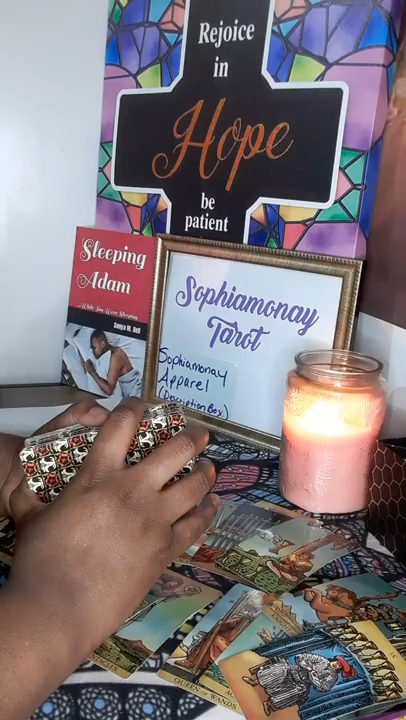 Rejoice
in
Hope
be
patient
Sleeping
Adam
While You Were Sleeping
Sonya M. Bell
Sophiamonay
Tarot
Sophiamonay
Apparel
(Description Box)
QUEEN of WANDS